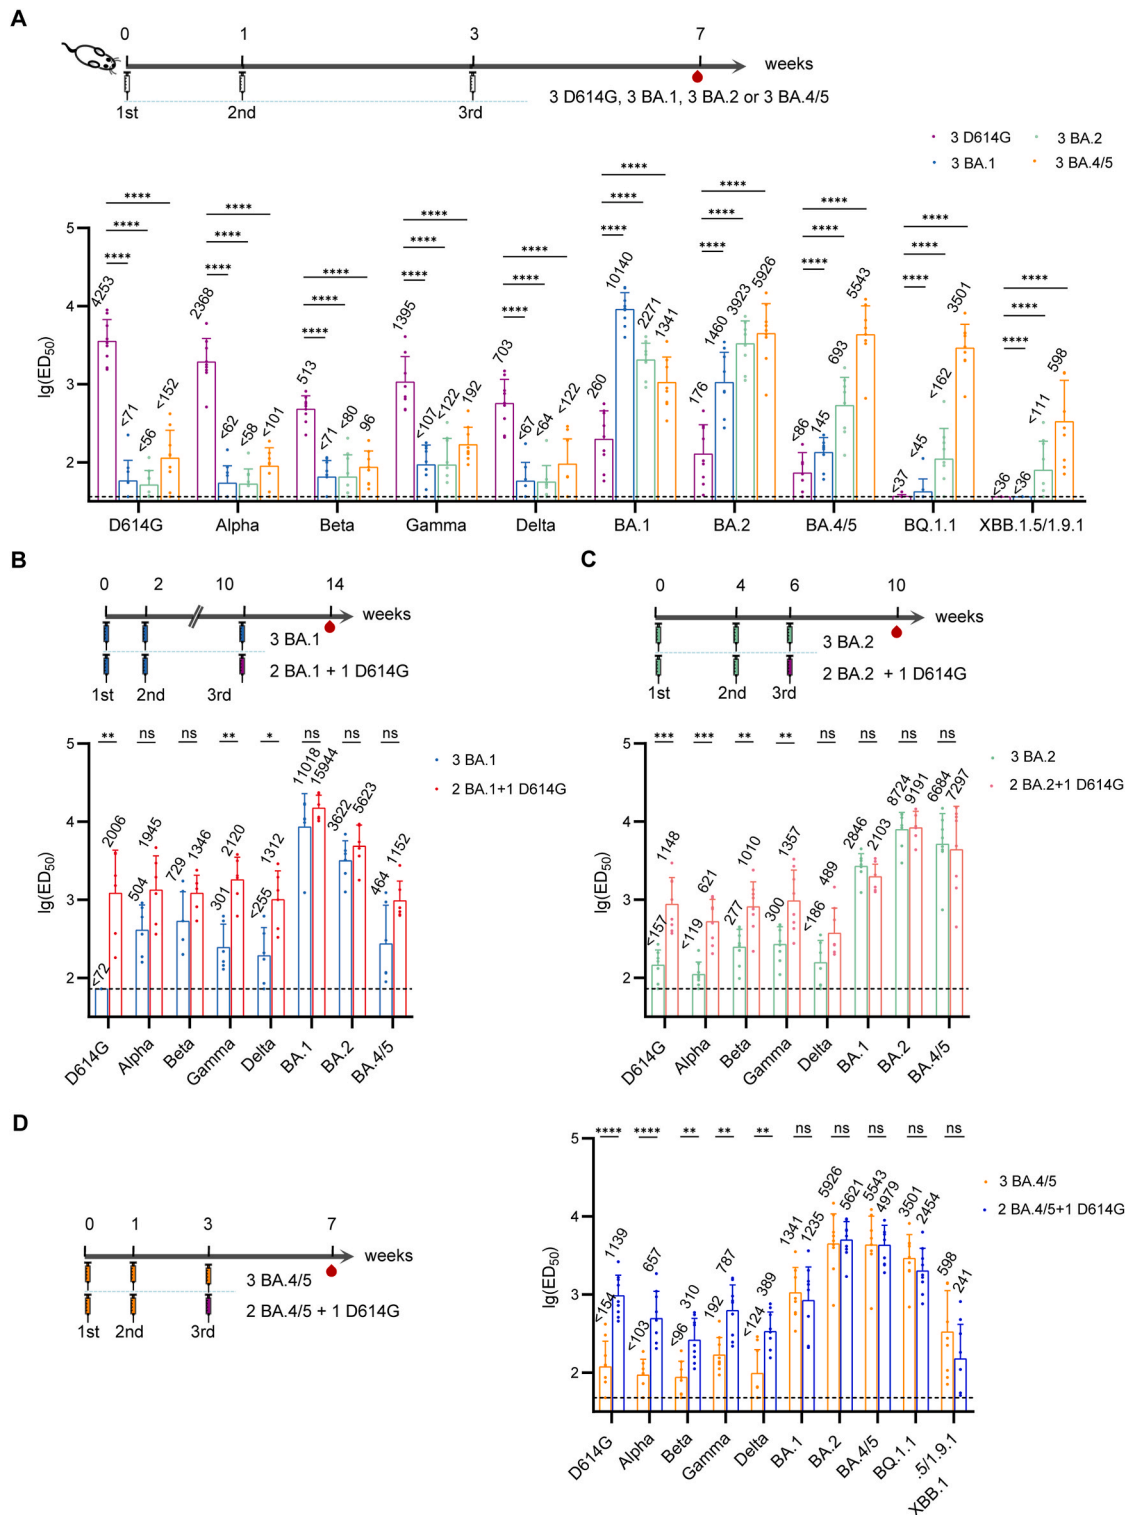 A
0 1 3 7
weeks
3 D614G, 3 BA.1, 3 BA.2 or 3 BA.4/5
1st 2nd 3rd
3 D614G 3 BA.2
3 BA.1 3 BA.4/5
**** **** ****
**** **** ****
**** **** ****
**** **** ****
**** **** ****
**** **** ****
**** **** ****
**** **** ****
**** **** ****
**** **** ****
lg(ED50)
5
4
3
2
4253 <71 <56 <152
2368 <62 <58 <101
513 <71 <80 96
1395 <107 <122 192
703 <67 <64 <122
260 10140 2271 1341
176 1460 3923 5926
<86 145 693 5543
<37 <45 <162 3501
<36 <36 <111 598
D614G Alpha Beta Gamma Delta BA.1 BA.2 BA.4/5 BQ.1.1 XBB.1.5/1.9.1
B
0 2 10 14
weeks
3 BA.1
2 BA.1 + 1 D614G
1st 2nd 3rd
** ns ns ** * ns ns ns
3 BA.1
2 BA.1+1 D614G
lg(ED50)
5
4
3
2
<72 2006 504 1945 729 1346 301 2120 <255 1312 11018 15944 3622 5623 464 1152
D614G Alpha Beta Gamma Delta BA.1 BA.2 BA.4/5
C
0 4 6 10
weeks
3 BA.2
2 BA.2 + 1 D614G
1st 2nd 3rd
*** *** ** ** ns ns ns ns
3 BA.2
2 BA.2+1 D614G
lg(ED50)
5
4
3
2
<157 1148 <119 621 277 1010 300 1357 <186 489 2846 2103 8724 9191 6684 7297
D614G Alpha Beta Gamma Delta BA.1 BA.2 BA.4/5
D
0 1 3 7
weeks
3 BA.4/5
2 BA.4/5 + 1 D614G
1st 2nd 3rd
**** **** ** ** ** ns ns ns ns ns
3 BA.4/5
2 BA.4/5+1 D614G
lg(ED50)
5
4
3
2
<154 1139 <103 657 <96 310 192 787 <124 389 1341 1235 5926 5621 5543 4979 3501 2454 598 241
D614G Alpha Beta Gamma Delta BA.1 BA.2 BA.4/5 BQ.1.1 .5/1.9.1
XBB.1